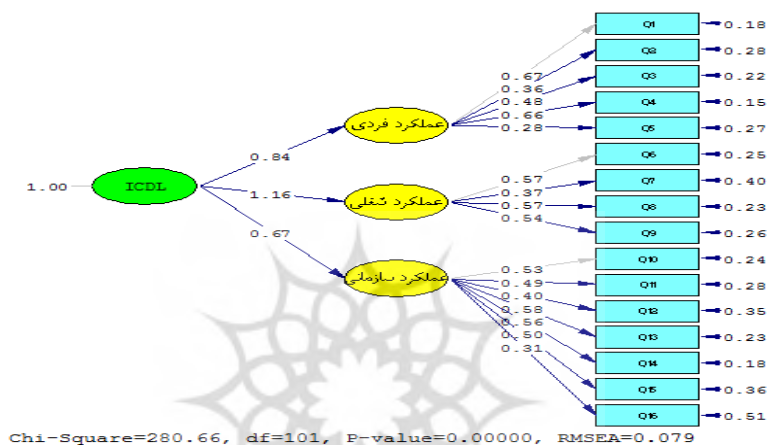 Q1 0.18
Q2 0.28
0.67 Q3 0.22
0.36
0.48 Q4 0.15
عملکرد فردی 0.66
0.28 Q5 0.27
0.84 Q6 0.25
0.57
1.00 ICDL 0.37 Q7 0.40
1.16 عملکرد شغلی 0.57 Q8 0.23
0.54 Q9 0.26
0.67 Q10 0.24
0.53
عملکرد سازمانی 0.49 Q11 0.28
0.40 Q12 0.35
0.58
0.56 Q13 0.23
0.50 Q14 0.18
0.31
Q15 0.36
Q16 0.51
Chi-Square=280.66, df=101, P-value=0.00000, RMSEA=0.079